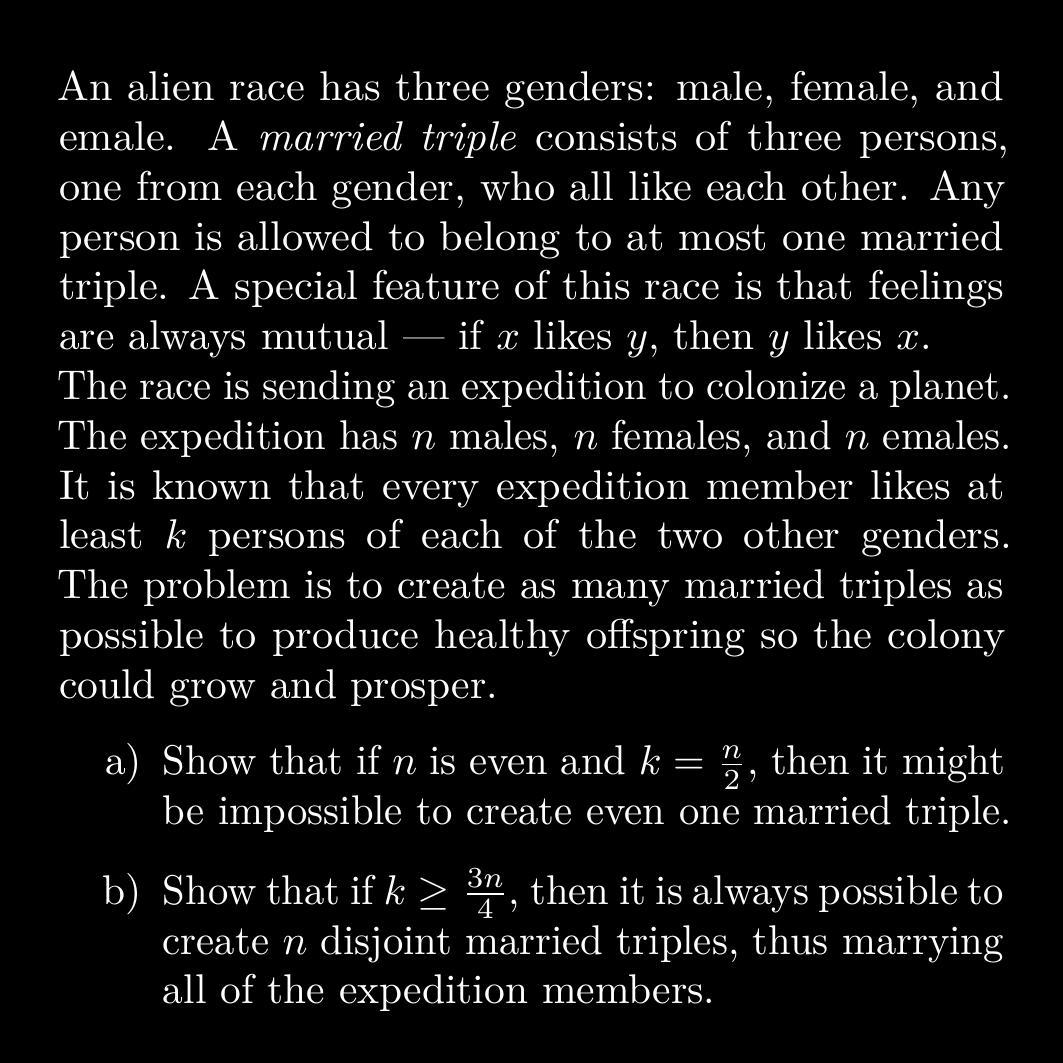 An alien race has three genders: male, female, and
emale. A married triple consists of three persons,
one from each gender, who all like each other. Any
person is allowed to belong to at most one married
triple. A special feature of this race is that feelings
are always mutual — if x likes y, then y likes x.
The race is sending an expedition to colonize a planet.
The expedition has n males, n females, and n emales.
It is known that every expedition member likes at
least k persons of each of the two other genders.
The problem is to create as many married triples as
possible to produce healthy offspring so the colony
could grow and prosper.
a) Show that if n is even and k = n/2, then it might
be impossible to create even one married triple.
b) Show that if k ≥ 3n/4, then it is always possible to
create n disjoint married triples, thus marrying
all of the expedition members.